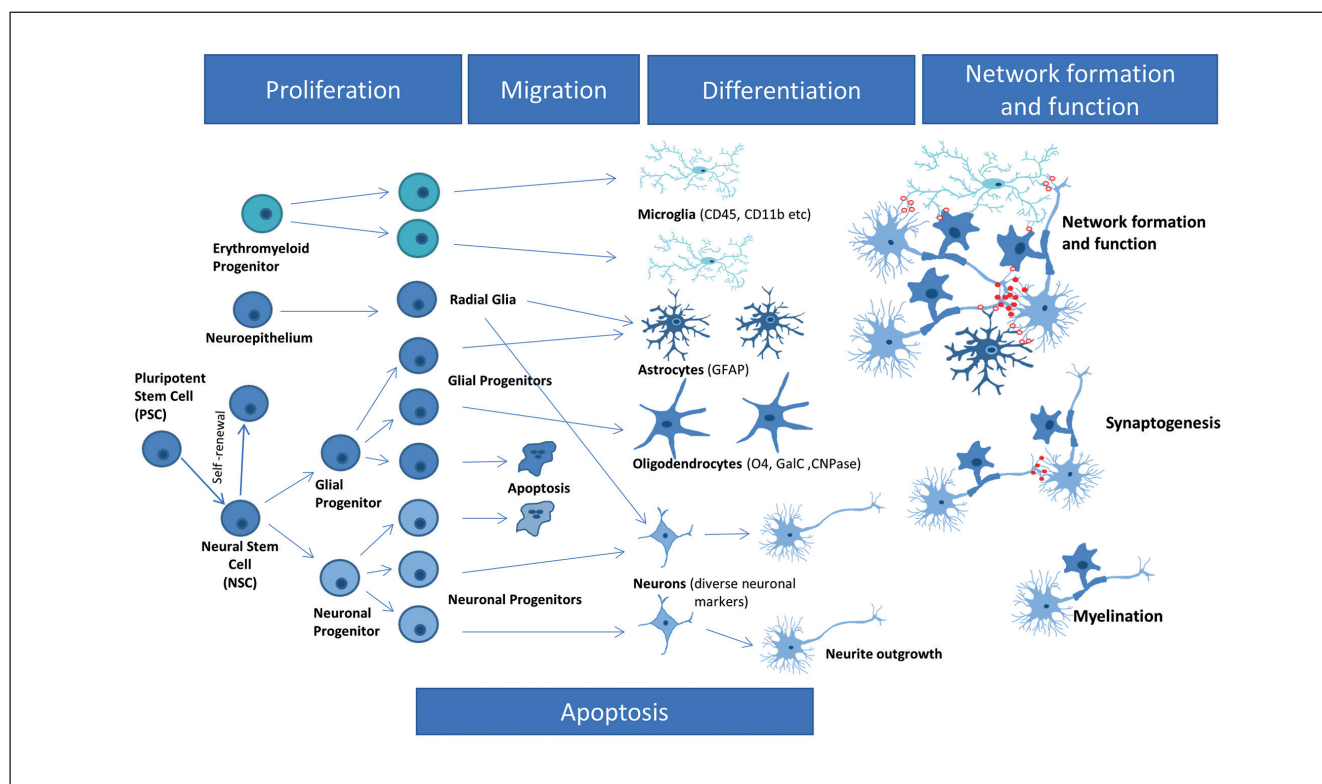 Proliferation
Migration
Differentiation
Network formation
and function
Microglia (CD45, CD11b etc)
Erythromyeloid
Progenitor
Network formation
and function
Radial Glia
Neuroepithelium
Astrocytes (GFAP)
Glial Progenitors
Pluripotent
Stem Cell
(PSC)
Self -renewal
Synaptogenesis
Oligodendrocytes (O4, GalC ,CNPase)
Glial
Progenitor
Apoptosis
Neural Stem
Cell
(NSC)
Neurons (diverse neuronal
markers)
Neuronal Progenitors
Neuronal
Progenitor
Myelination
Neurite outgrowth
Apoptosis